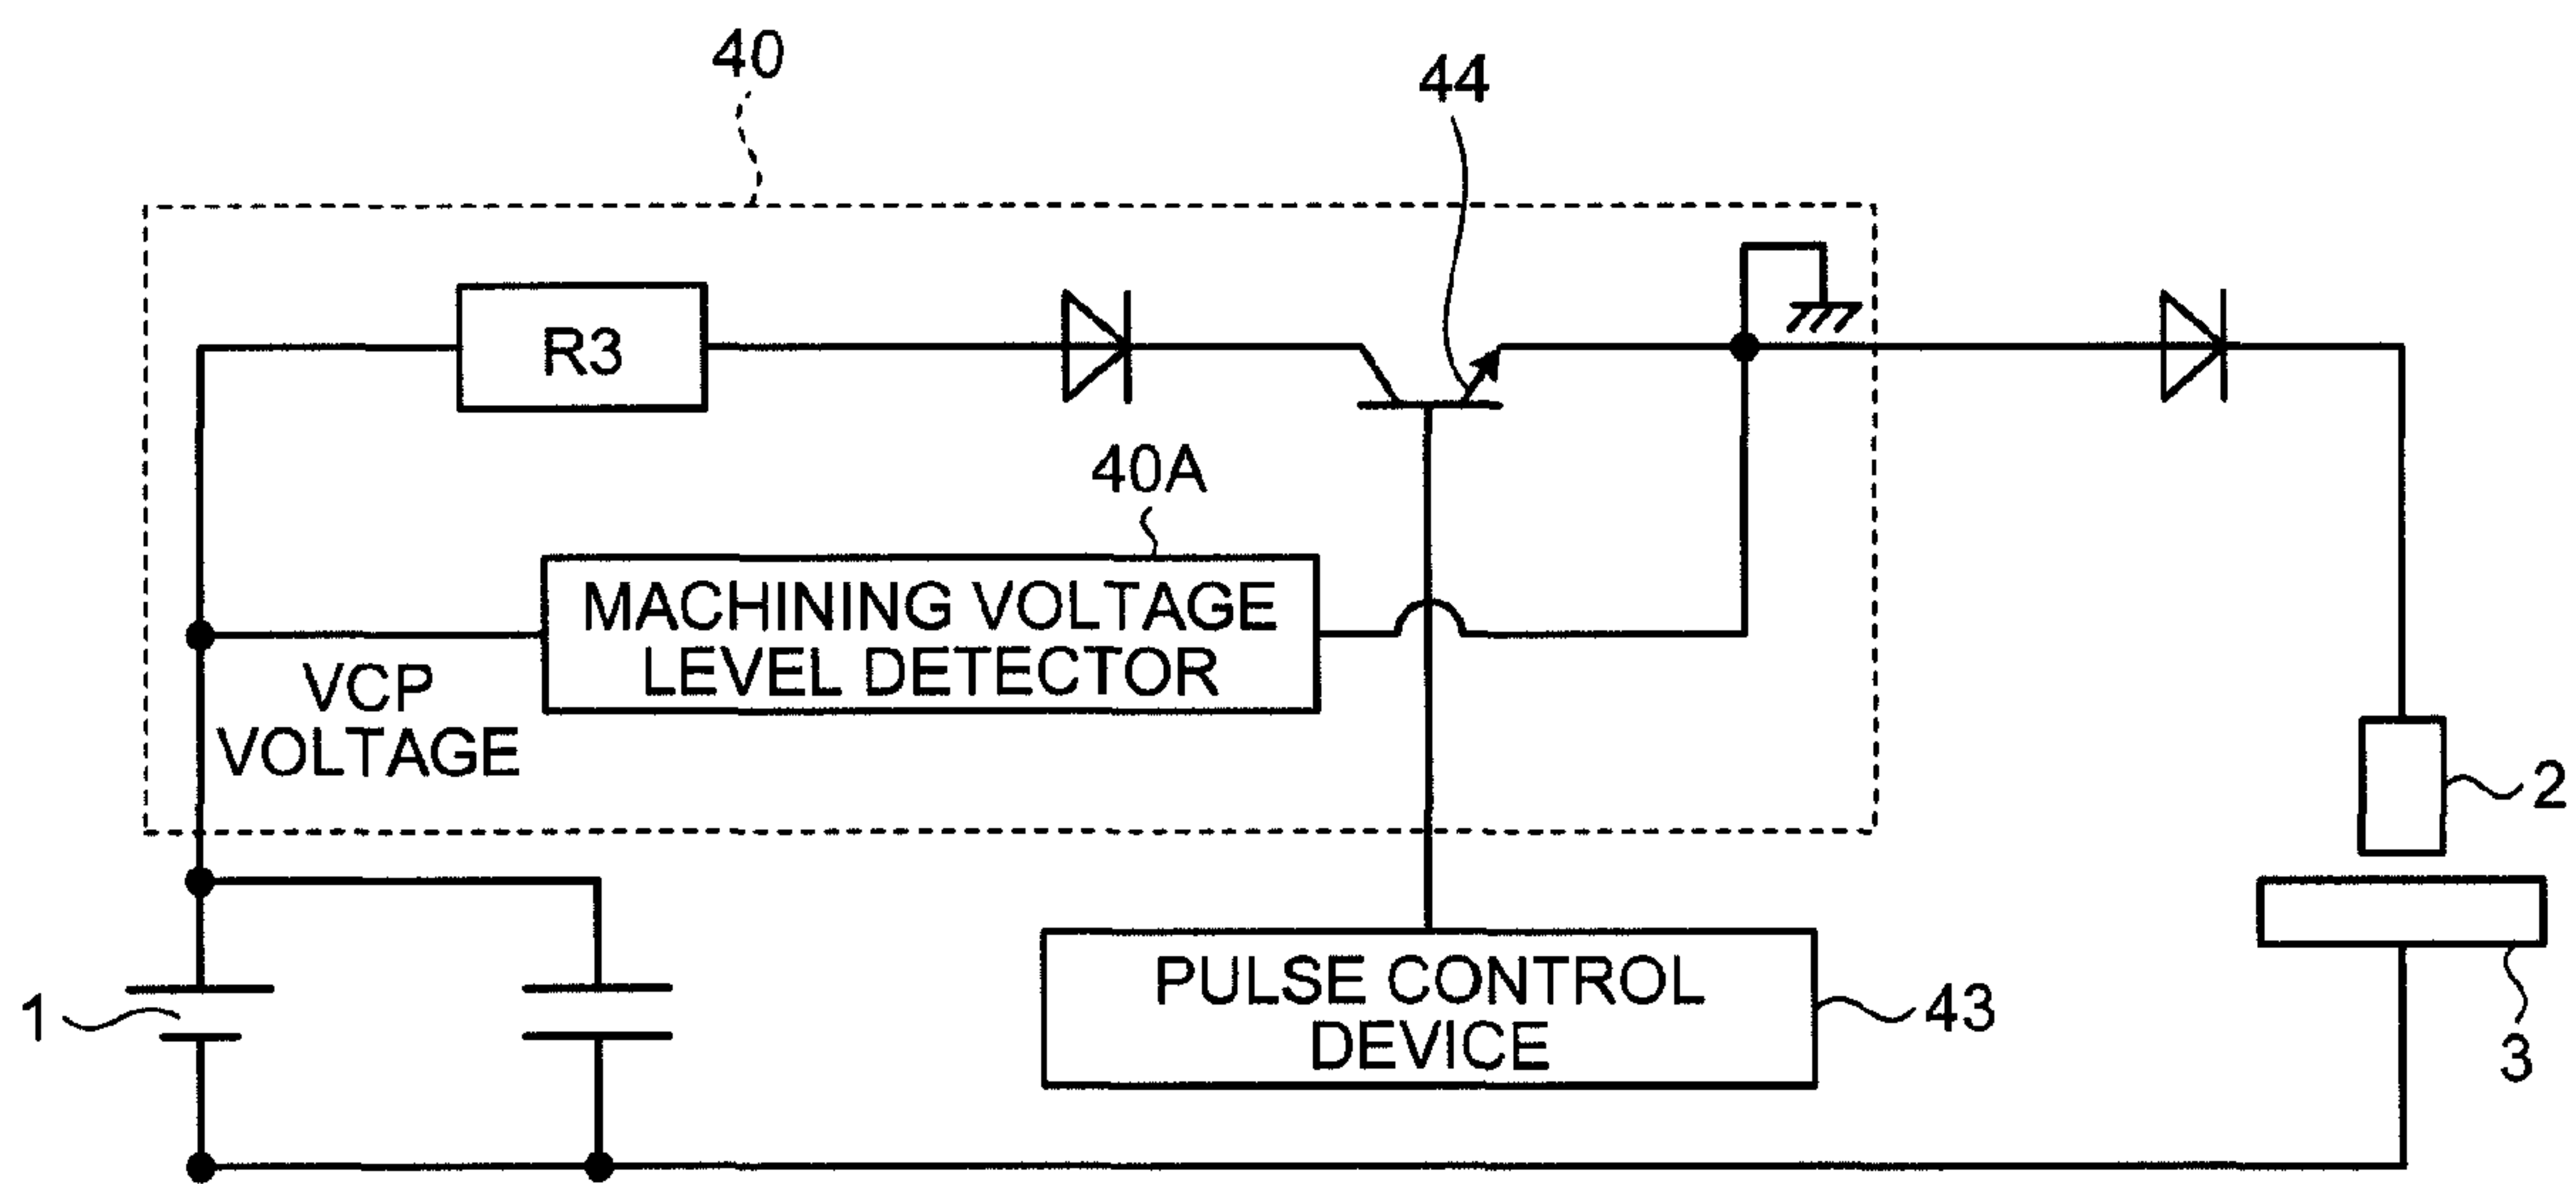 40
44
R3
40A
MACHINING VOLTAGE
LEVEL DETECTOR
VCP
VOLTAGE
2
1
PULSE CONTROL
DEVICE
43
3